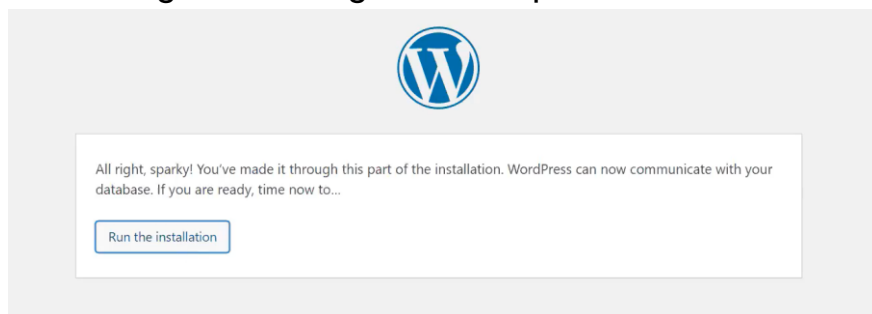 All right, sparky! You've made it through this part of the installation. WordPress can now communicate with your
database. If you are ready, time now to…
Run the installation